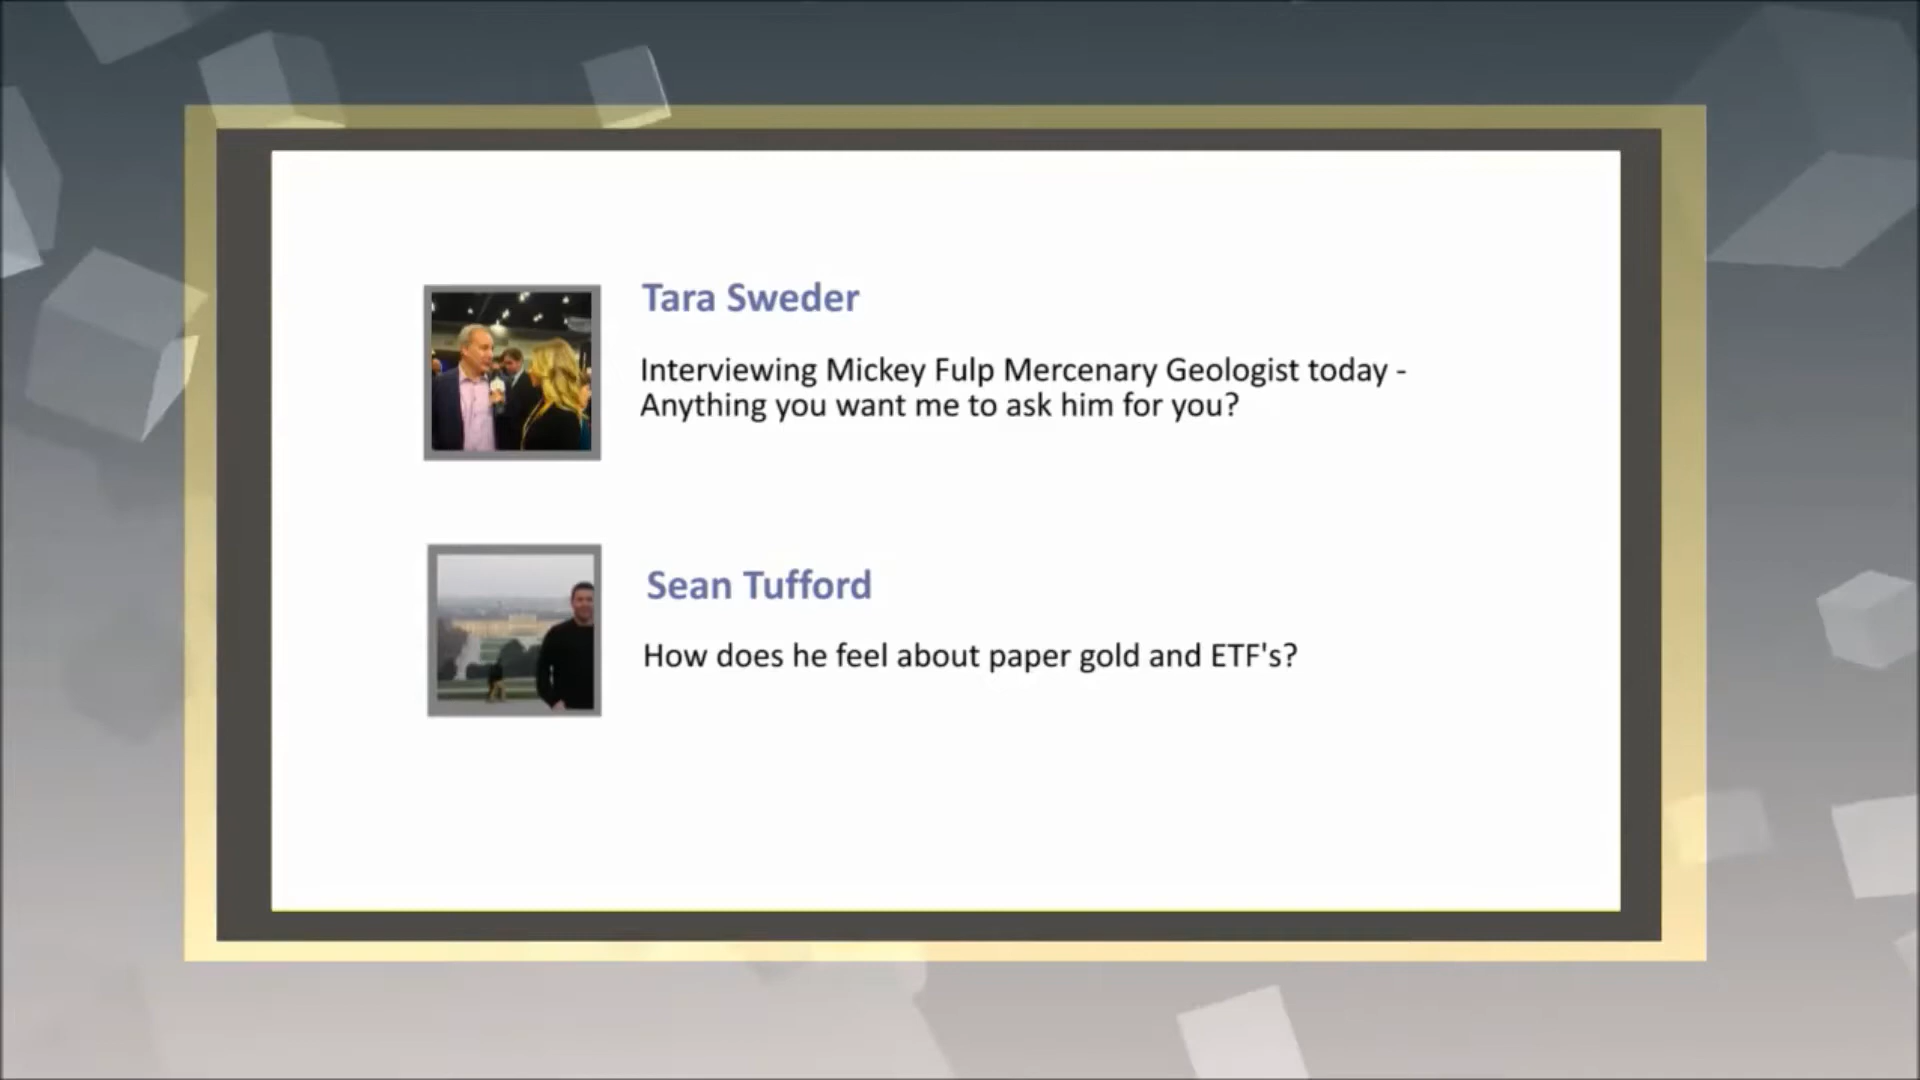 Tara Sweder
Interviewing Mickey Fulp Mercenary Geologist today -
Anything you want me to ask him for you?
Sean Tufford
How does he feel about paper gold and ETF's?